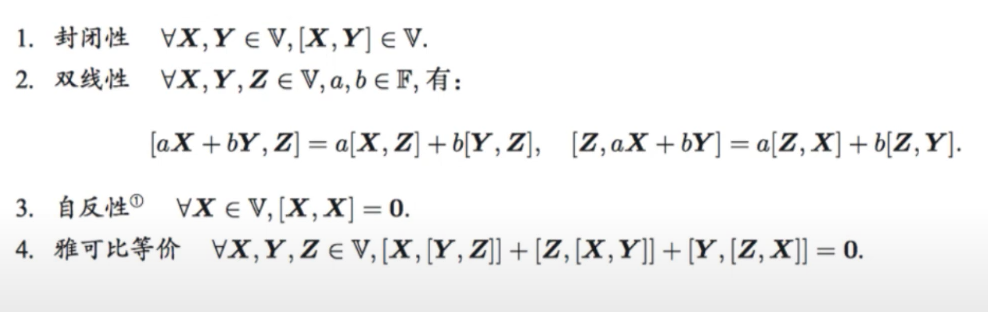 1. 封闭性 ∀X, Y ∈ 𝕍, [X, Y] ∈ 𝕍.
2. 双线性 ∀X, Y, Z ∈ 𝕍, a, b ∈ 𝔽, 有:
[aX + bY, Z] = a[X, Z] + b[Y, Z], [Z, aX + bY] = a[Z, X] + b[Z, Y].
3. 自反性① ∀X ∈ 𝕍, [X, X] = 0.
4. 雅可比等价 ∀X, Y, Z ∈ 𝕍, [X, [Y, Z]] + [Z, [X, Y]] + [Y, [Z, X]] = 0.